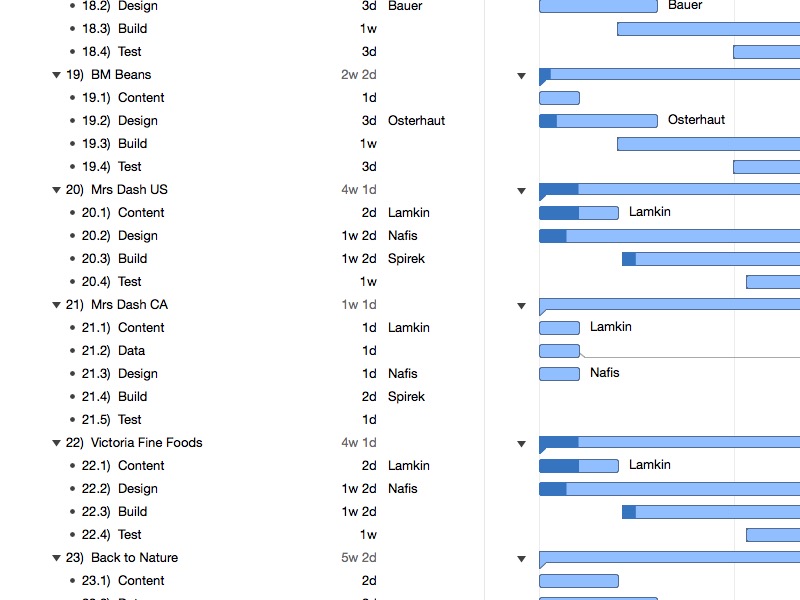 18.2) Design 3d Bauer Bauer
18.3) Build 1w
18.4) Test 3d
19) BM Beans 2w 2d
19.1) Content 1d
19.2) Design 3d Osterhaut Osterhaut
19.3) Build 1w
19.4) Test 3d
20) Mrs Dash US 4w 1d
20.1) Content 2d Lamkin Lamkin
20.2) Design 1w 2d Nafis
20.3) Build 1w 2d Spirek
20.4) Test 1w
21) Mrs Dash CA 1w 1d
21.1) Content 1d Lamkin Lamkin
21.2) Data 1d
21.3) Design 1d Nafis Nafis
21.4) Build 2d Spirek
21.5) Test 1d
22) Victoria Fine Foods 4w 1d
22.1) Content 2d Lamkin Lamkin
22.2) Design 1w 2d Nafis
22.3) Build 1w 2d
22.4) Test 1w
23) Back to Nature 5w 2d
23.1) Content 2d